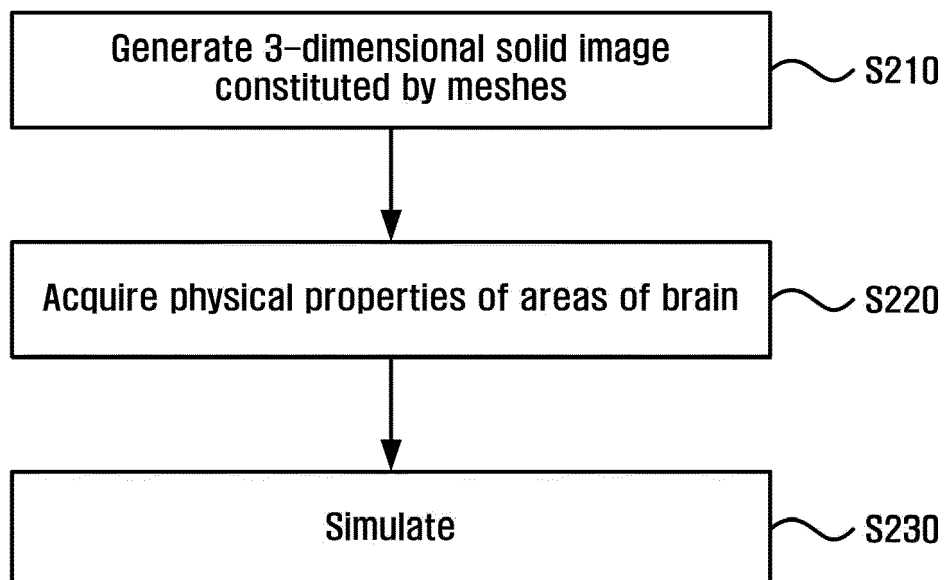 Generate 3-dimensional solid image
constituted by meshes
S210
Acquire physical properties of areas of brain
S220
Simulate
S230